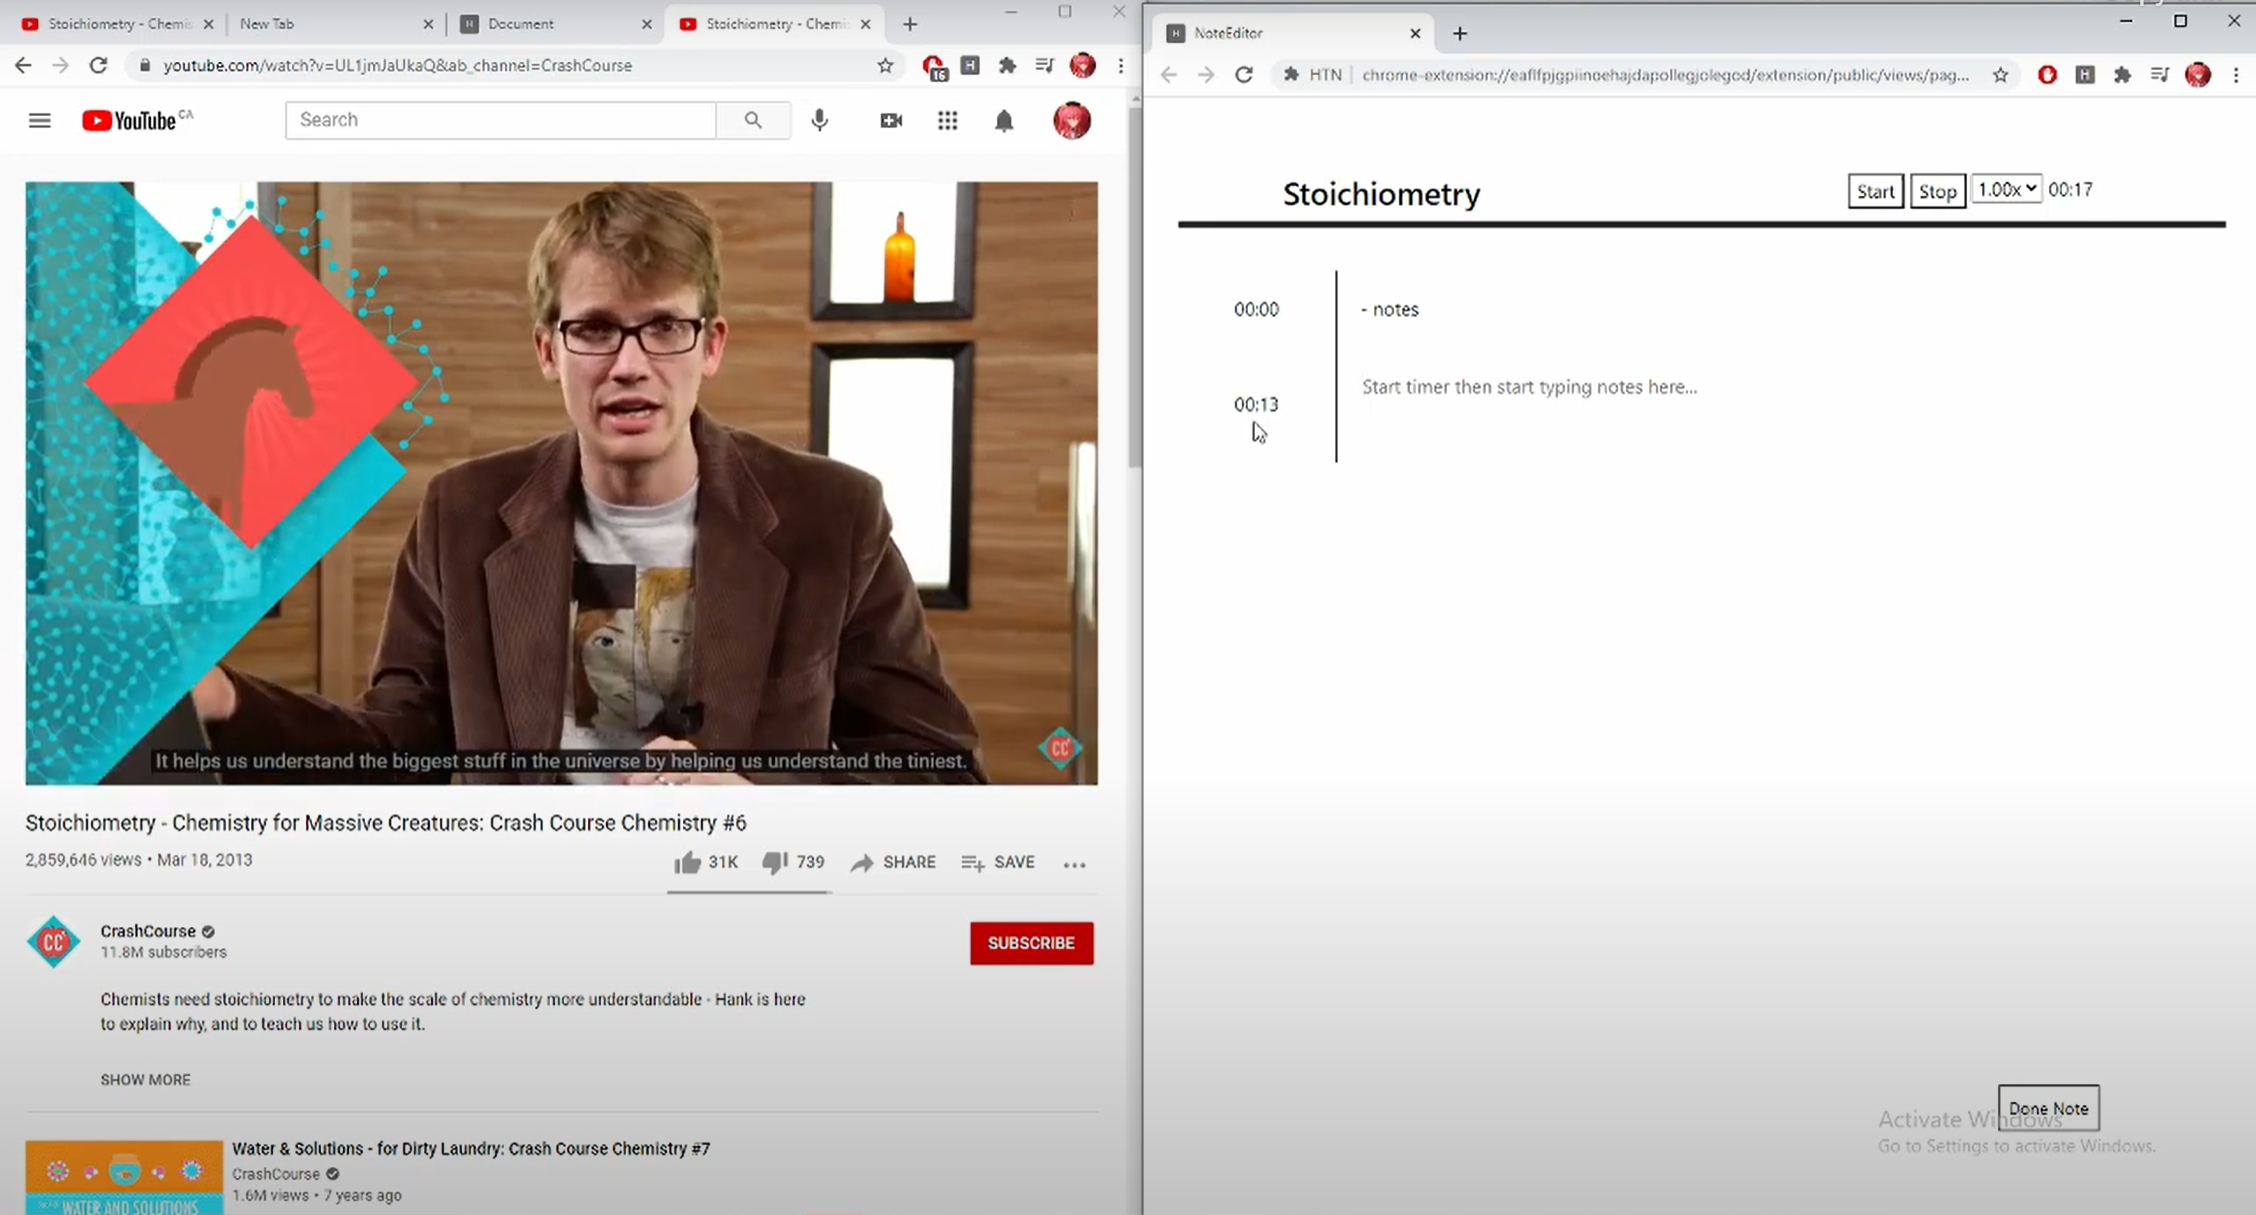 Stoichiometry - Chemis
New Tab
Document
Stoichiometry - Chemi
youtube.com/watch?v=UL1jmJaUkaQ&ab_channel=CrashCourse
16
H
YouTube CA
Search
It helps us understand the biggest stuff in the universe by helping us understand the tiniest.
CC
Stoichiometry - Chemistry for Massive Creatures: Crash Course Chemistry #6
2,859,646 views • Mar 18, 2013
31K
739
SHARE
SAVE
CC
CrashCourse
11.8M subscribers
SUBSCRIBE
Chemists need stoichiometry to make the scale of chemistry more understandable - Hank is here
to explain why, and to teach us how to use it.
SHOW MORE
Water & Solutions - for Dirty Laundry: Crash Course Chemistry #7
CrashCourse
1.6M views • 7 years ago
WATER AND SOLUTIONS
NoteEditor
HTN
chrome-extension://eaflfpjgpiinoehajdapollegjolegod/extension/public/views/pag...
H
Stoichiometry
Start
Stop
1.00x
00:17
00:00
- notes
00:13
Start timer then start typing notes here...
Done Note
Activate Windows
Go to Settings to activate Windows.